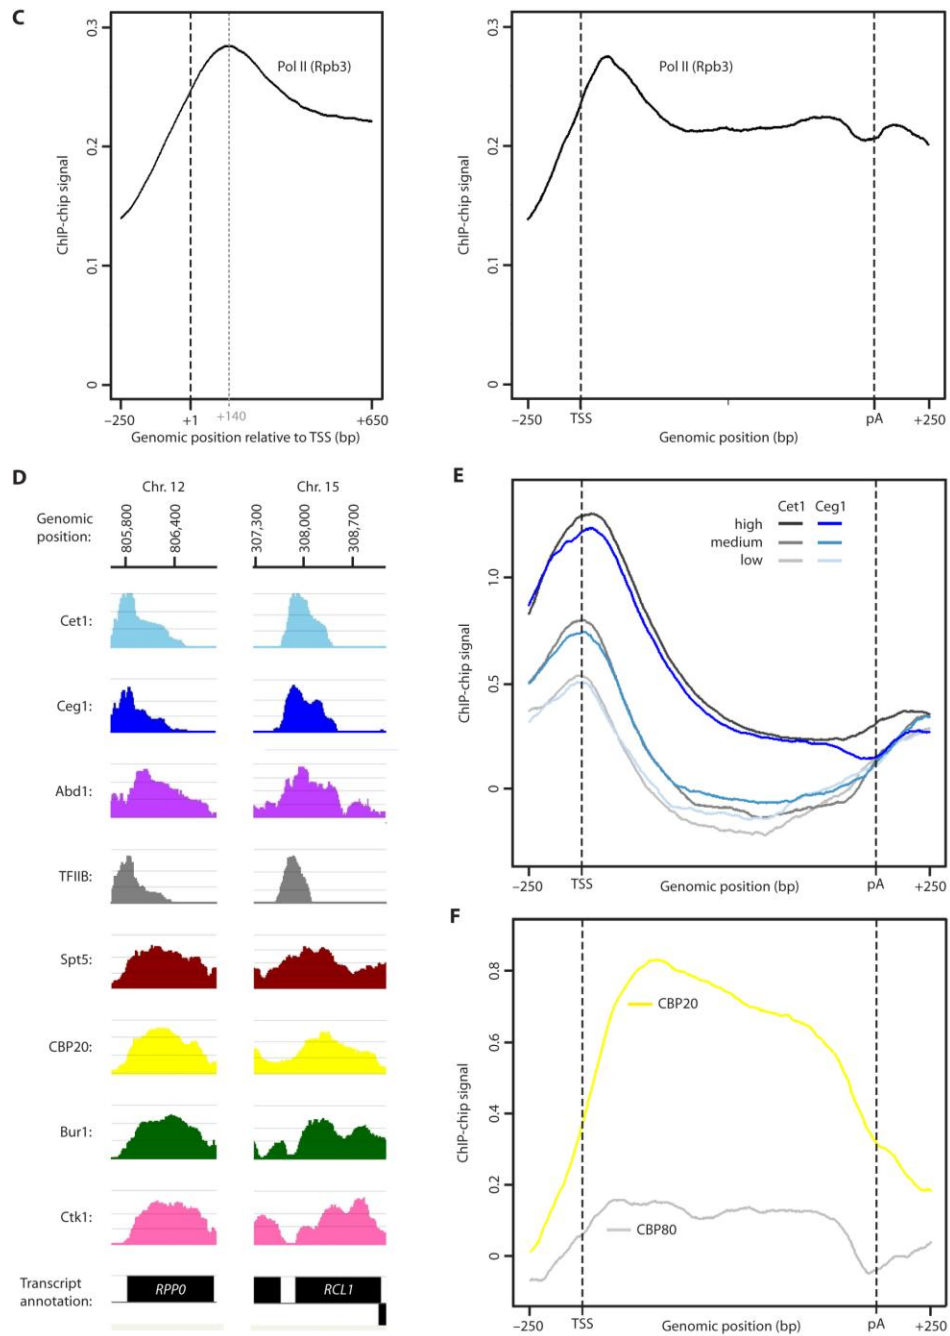 C
0.3
0.2
0.1
0
ChIP-chip signal
Pol II (Rpb3)
−250
+1
+140
+650
Genomic position relative to TSS (bp)
0.3
0.2
0.1
0
ChIP-chip signal
Pol II (Rpb3)
−250
TSS
pA
+250
Genomic position (bp)
D
Chr. 12
Chr. 15
Genomic
position:
805,800
806,400
307,300
308,000
308,700
Cet1:
Ceg1:
Abd1:
TFIIB:
Spt5:
CBP20:
Bur1:
Ctk1:
Transcript
annotation:
RPP0
RCL1
E
Cet1 Ceg1
high
medium
low
1.0
0.5
0
ChIP-chip signal
−250
TSS
Genomic position (bp)
pA
+250
F
0.8
0.6
0.4
0.2
0
ChIP-chip signal
CBP20
CBP80
−250
TSS
Genomic position (bp)
pA
+250